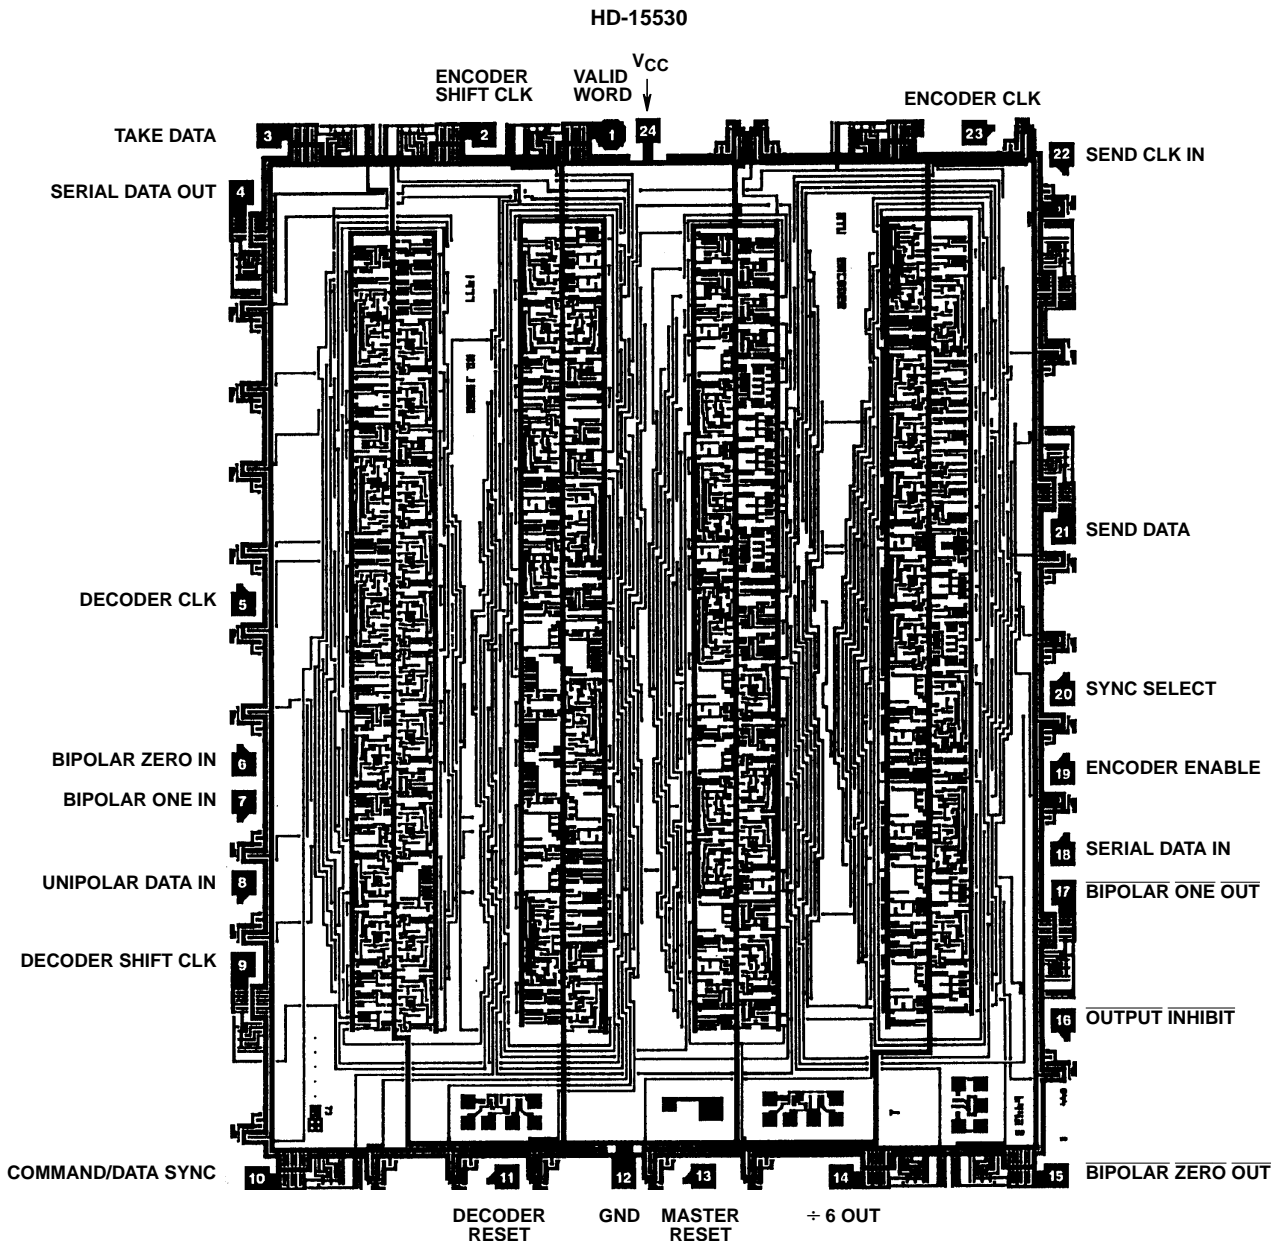 HD-15530
VCC
ENCODER
SHIFT CLK
VALID
WORD
ENCODER CLK
TAKE DATA
3
2
1
24
23
22
SEND CLK IN
SERIAL DATA OUT
4
1977
21
SEND DATA
DECODER CLK
5
20
SYNC SELECT
BIPOLAR ZERO IN
6
19
ENCODER ENABLE
BIPOLAR ONE IN
7
18
SERIAL DATA IN
UNIPOLAR DATA IN
8
17
BIPOLAR ONE OUT
DECODER SHIFT CLK
9
16
OUTPUT INHIBIT
COMMAND/DATA SYNC
10
11
12
13
14
15
BIPOLAR ZERO OUT
DECODER
RESET
GND
MASTER
RESET
÷ 6 OUT